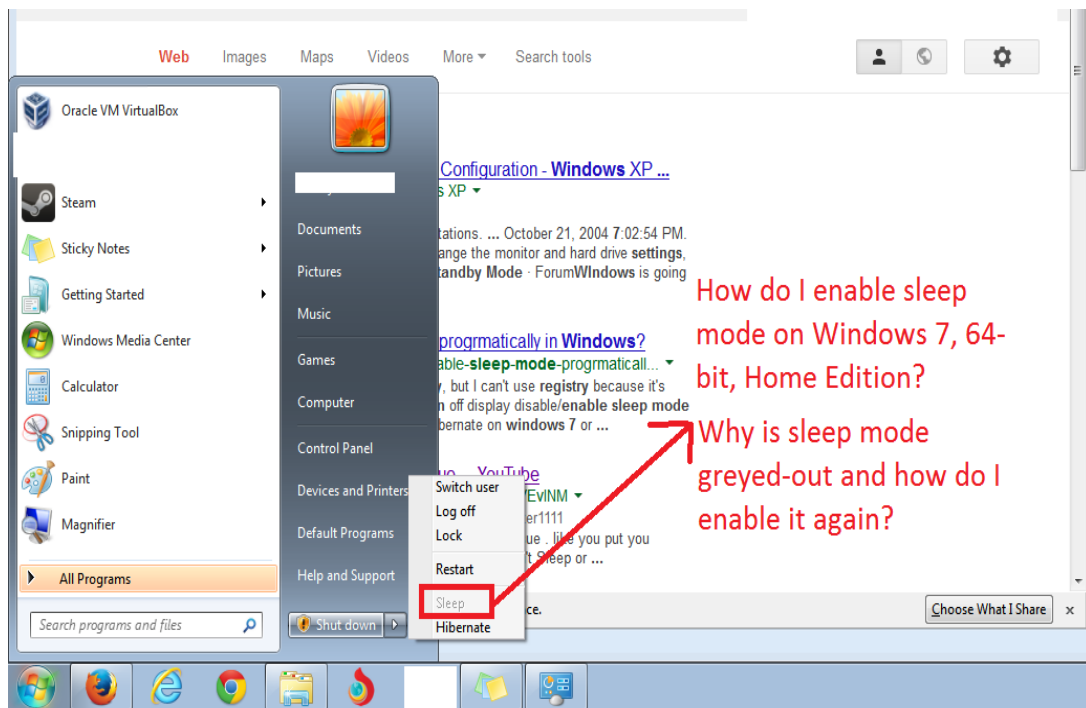 Web Images Maps Videos More Search tools
Oracle VM VirtualBox
Steam
Sticky Notes
Getting Started
Windows Media Center
Calculator
Snipping Tool
Paint
Magnifier
All Programs
Search programs and files
Documents
Pictures
Music
Games
Computer
Control Panel
Devices and Printers
Default Programs
Help and Support
Shut down
Switch user
Log off
Lock
Restart
Sleep
Hibernate
Configuration - Windows XP ...
s XP
tations. ... October 21, 2004 7:02:54 PM.
ange the monitor and hard drive settings,
tandby Mode · ForumWIndows is going
progrmatically in Windows?
able-sleep-mode-progrmaticall...
, but I can't use registry because it's
n off display disable/enable sleep mode
bernate on windows 7 or ...
YouTube
/EvlNM
er1111
ue . like you put you
't Sleep or ...
ce.
Choose What I Share x
How do I enable sleep
mode on Windows 7, 64-
bit, Home Edition?
Why is sleep mode
greyed-out and how do I
enable it again?